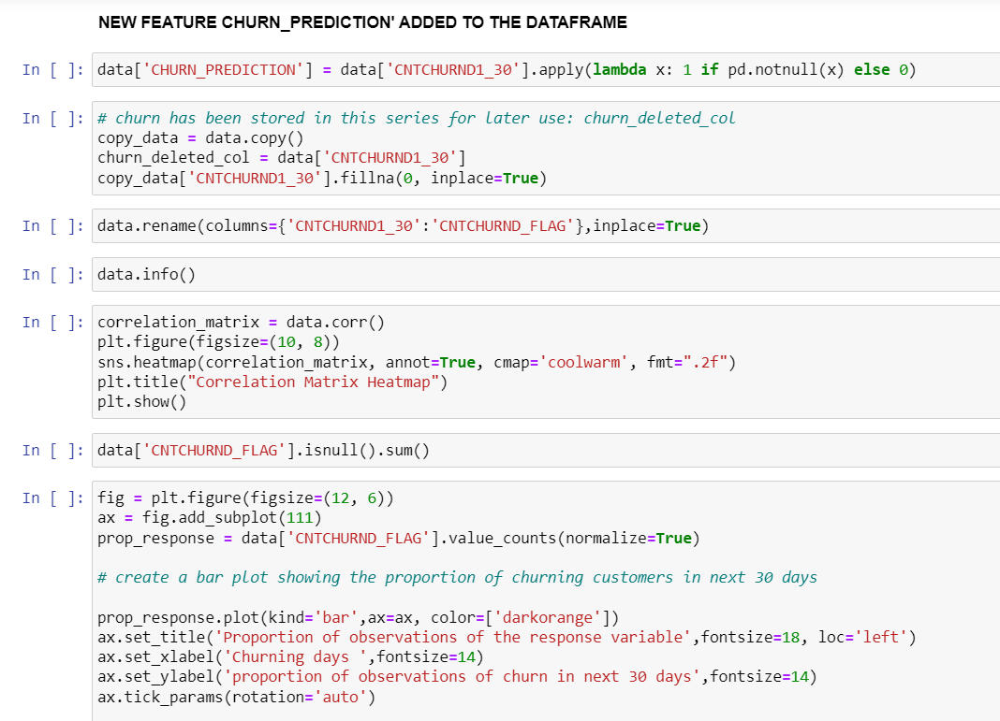 NEW FEATURE CHURN_PREDICTION' ADDED TO THE DATAFRAME
In [ ]: data['CHURN_PREDICTION'] = data['CNTCHURND1_30'].apply(lambda x: 1 if pd.notnull(x) else 0)
In [ ]: # churn has been stored in this series for later use: churn_deleted_col
copy_data = data.copy()
churn_deleted_col = data['CNTCHURND1_30']
copy_data['CNTCHURND1_30'].fillna(0, inplace=True)
In [ ]: data.rename(columns={'CNTCHURND1_30':'CNTCHURND_FLAG'},inplace=True)
In [ ]: data.info()
In [ ]: correlation_matrix = data.corr()
plt.figure(figsize=(10, 8))
sns.heatmap(correlation_matrix, annot=True, cmap='coolwarm', fmt=".2f")
plt.title("Correlation Matrix Heatmap")
plt.show()
In [ ]: data['CNTCHURND_FLAG'].isnull().sum()
In [ ]: fig = plt.figure(figsize=(12, 6))
ax = fig.add_subplot(111)
prop_response = data['CNTCHURND_FLAG'].value_counts(normalize=True)
# create a bar plot showing the proportion of churning customers in next 30 days
prop_response.plot(kind='bar',ax=ax, color=['darkorange'])
ax.set_title('Proportion of observations of the response variable',fontsize=18, loc='left')
ax.set_xlabel('Churning days ',fontsize=14)
ax.set_ylabel('proportion of observations of churn in next 30 days',fontsize=14)
ax.tick_params(rotation='auto')